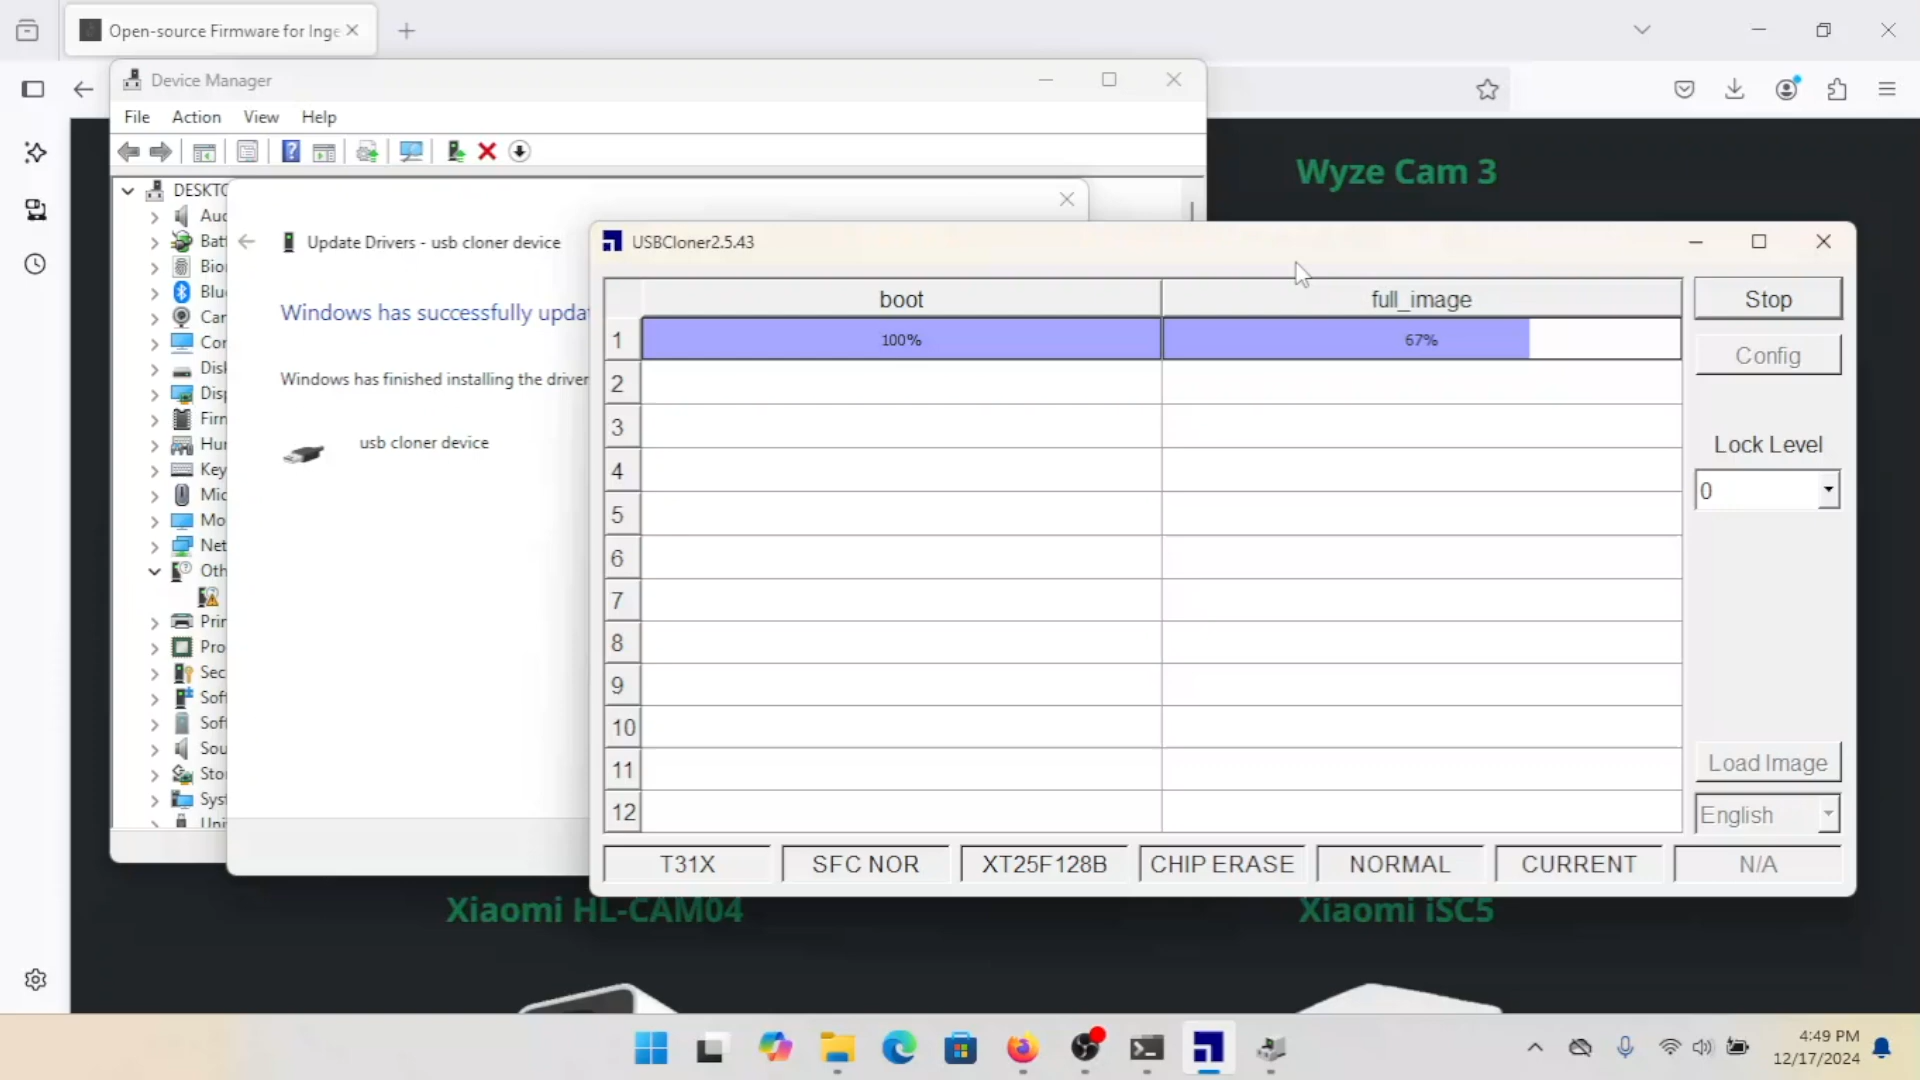 Open-source Firmware for Inge
Device Manager
File Action View Help
Wyze Cam 3
DESKTO
Aud
Batt
Bio
Blu
Car
Cor
Disk
Disp
Firn
Hur
Key
Mic
Mo
Net
Oth
Prir
Pro
Sec
Soft
Soft
Sou
Stor
Syst
Update Drivers - usb cloner device
Windows has successfully updat
Windows has finished installing the driver
usb cloner device
USBCloner2.5.43
boot full_image
1 100% 67%
2
3
4
5
6
7
8
9
10
11
12
Stop
Config
Lock Level
0
Load Image
English
T31X SFC NOR XT25F128B CHIP ERASE NORMAL CURRENT N/A
Xiaomi HL-CAM04
Xiaomi iSC5
4:49 PM
12/17/2024